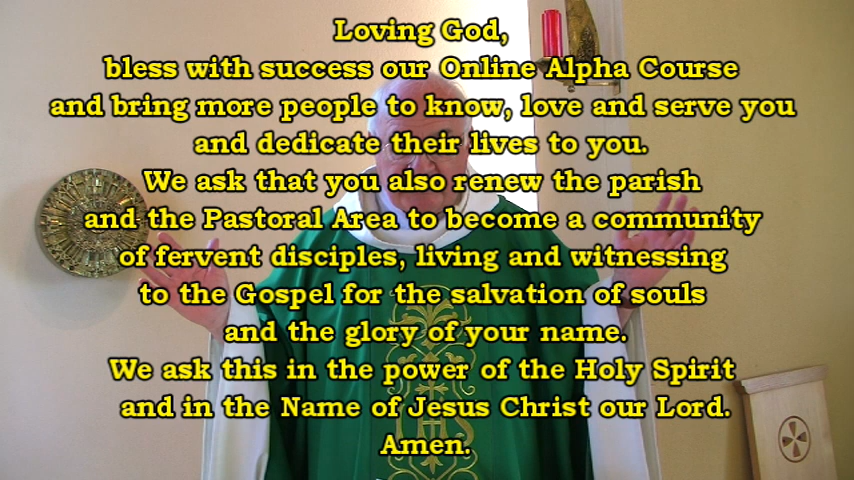 Loving God,
bless with success our Online Alpha Course
and bring more people to know, love and serve you
and dedicate their lives to you.
We ask that you also renew the parish
and the Pastoral Area to become a community
of fervent disciples, living and witnessing
to the Gospel for the salvation of souls
and the glory of your name.
We ask this in the power of the Holy Spirit
and in the Name of Jesus Christ our Lord.
Amen.
IHS